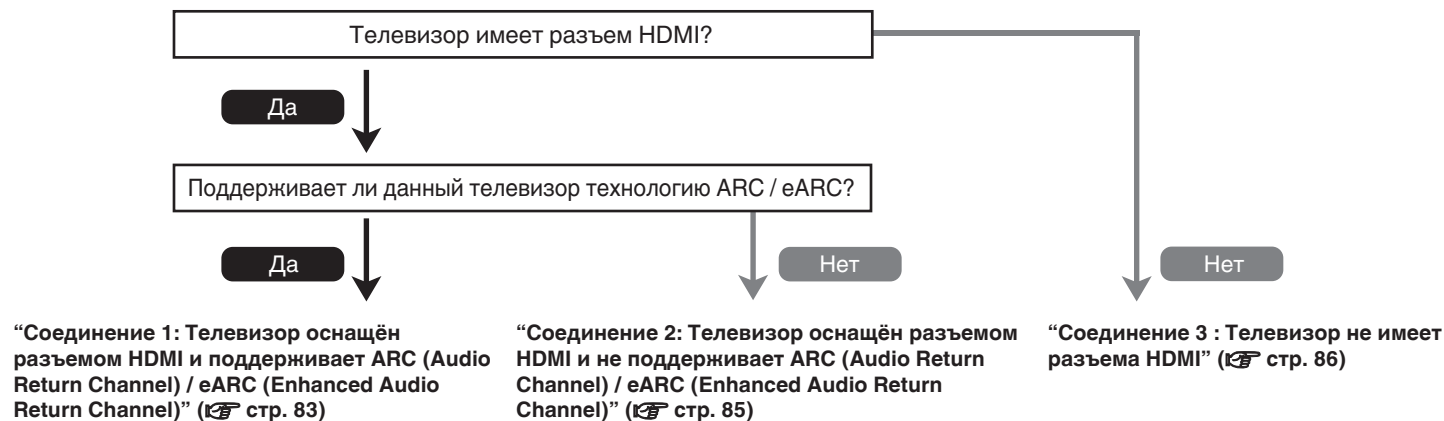 Телевизор имеет разъем HDMI?
Да
Поддерживает ли данный телевизор технологию ARC / eARC?
Да
Нет
Нет
“Соединение 1: Телевизор оснащён
разъемом HDMI и поддерживает ARC (Audio
Return Channel) / eARC (Enhanced Audio
Return Channel)” (☞ стр. 83)
“Соединение 2: Телевизор оснащён разъемом
HDMI и не поддерживает ARC (Audio Return
Channel) / eARC (Enhanced Audio Return
Channel)” (☞ стр. 85)
“Соединение 3 : Телевизор не имеет
разъема HDMI” (☞ стр. 86)